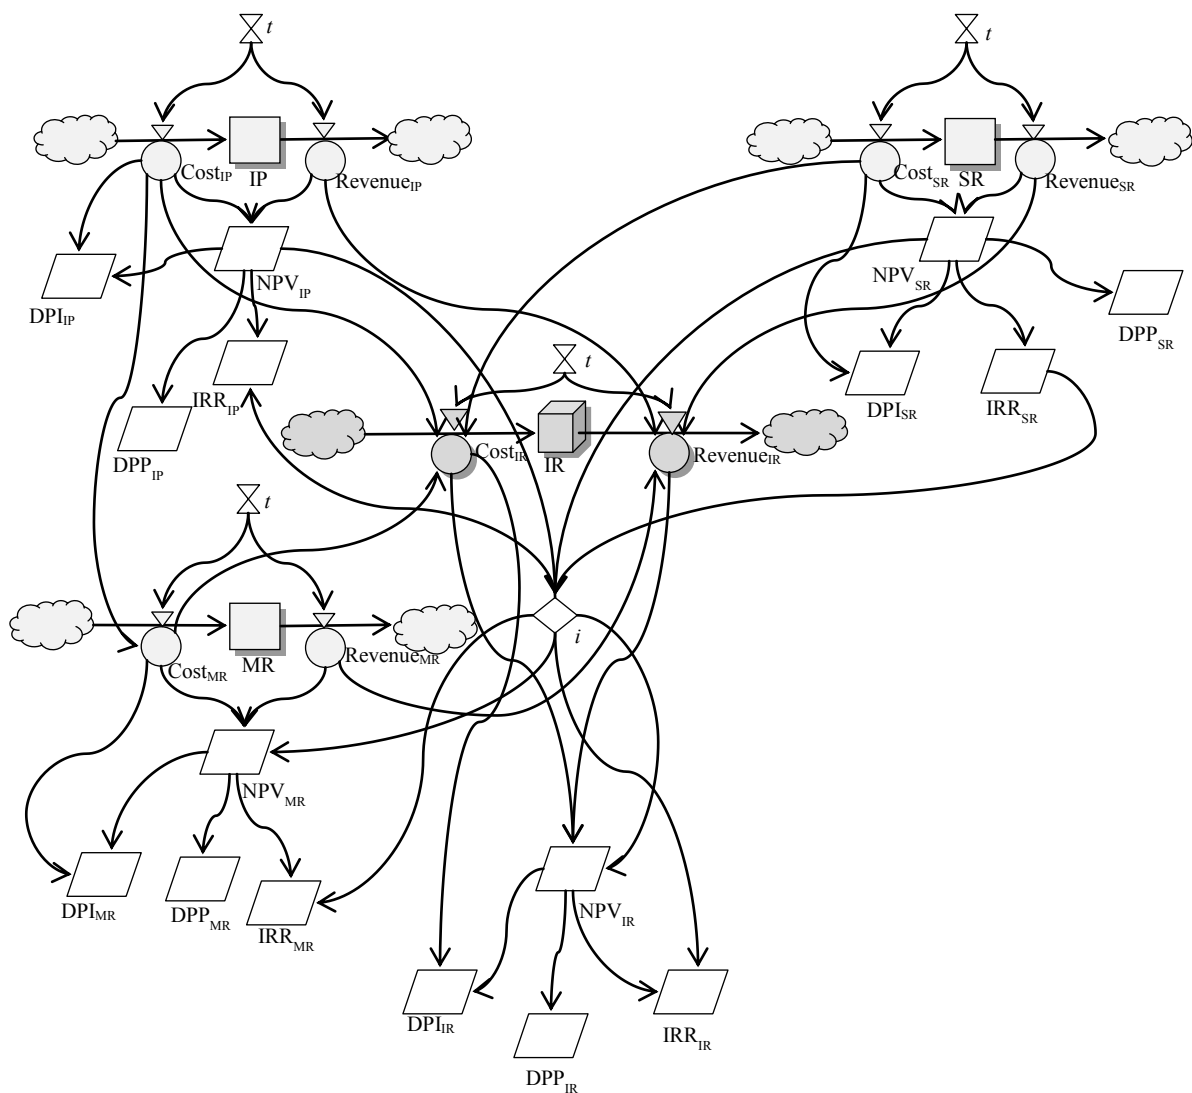 t
t
Cost_IP
IP
Revenue_IP
Cost_SR
SR
Revenue_SR
NPV_IP
NPV_SR
DPI_IP
DPP_SR
t
IRR_IP
DPI_SR
IRR_SR
DPP_IP
Cost_IR
IR
Revenue_IR
t
i
Cost_MR
MR
Revenue_MR
NPV_MR
DPI_MR
DPP_MR
IRR_MR
NPV_IR
DPI_IR
IRR_IR
DPP_IR